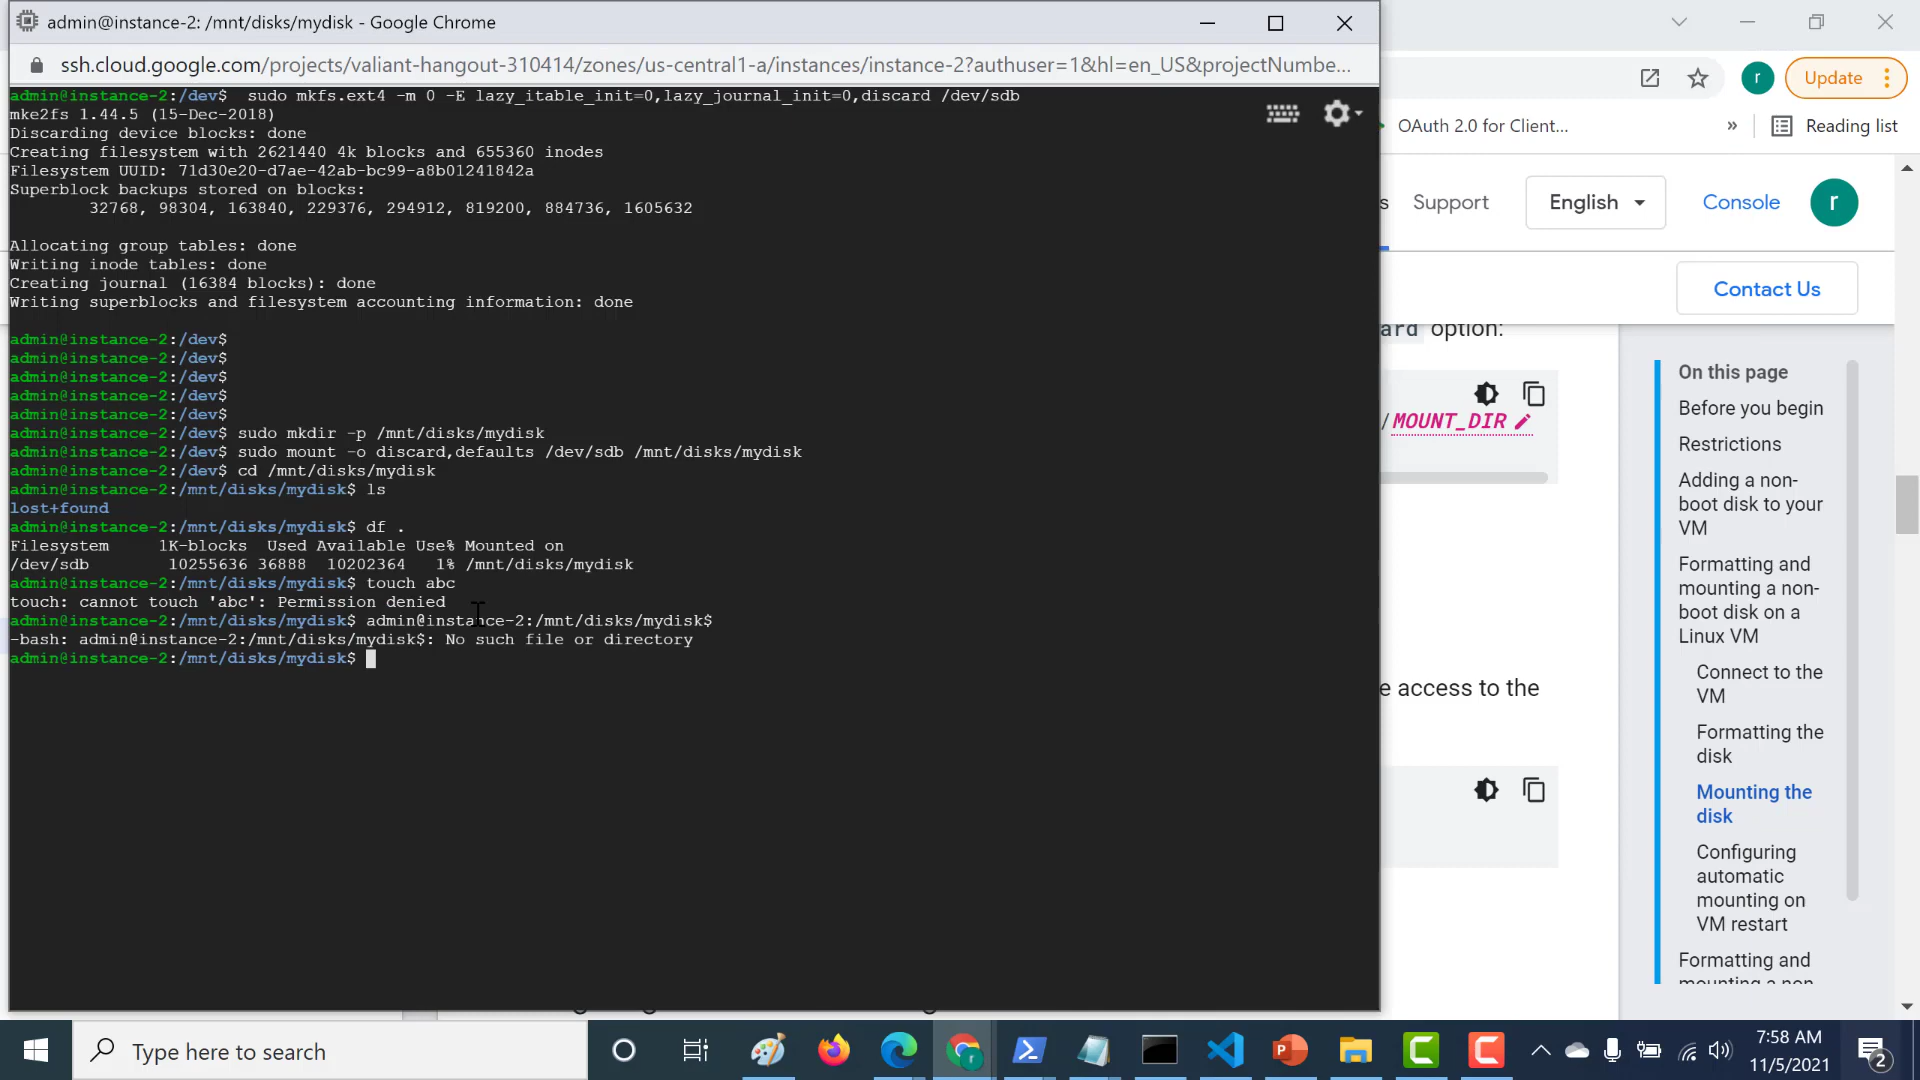 admin@instance-2: /mnt/disks/mydisk - Google Chrome
ssh.cloud.google.com/projects/valiant-hangout-310414/zones/us-central1-a/instances/instance-2?authuser=1&hl=en_US&projectNumbe...
admin@instance-2:/dev$  sudo mkfs.ext4 -m 0 -E lazy_itable_init=0,lazy_journal_init=0,discard /dev/sdb
mke2fs 1.44.5 (15-Dec-2018)
Discarding device blocks: done
Creating filesystem with 2621440 4k blocks and 655360 inodes
Filesystem UUID: 71d30e20-d7ae-42ab-bc99-a8b01241842a
Superblock backups stored on blocks:
        32768, 98304, 163840, 229376, 294912, 819200, 884736, 1605632
Allocating group tables: done
Writing inode tables: done
Creating journal (16384 blocks): done
Writing superblocks and filesystem accounting information: done
admin@instance-2:/dev$
admin@instance-2:/dev$
admin@instance-2:/dev$
admin@instance-2:/dev$
admin@instance-2:/dev$
admin@instance-2:/dev$ sudo mkdir -p /mnt/disks/mydisk
admin@instance-2:/dev$ sudo mount -o discard,defaults /dev/sdb /mnt/disks/mydisk
admin@instance-2:/dev$ cd /mnt/disks/mydisk
admin@instance-2:/mnt/disks/mydisk$ ls
lost+found
admin@instance-2:/mnt/disks/mydisk$ df .
Filesystem     1K-blocks  Used Available Use% Mounted on
/dev/sdb        10255636 36888  10202364   1% /mnt/disks/mydisk
admin@instance-2:/mnt/disks/mydisk$ touch abc
touch: cannot touch 'abc': Permission denied
admin@instance-2:/mnt/disks/mydisk$ admin@instance-2:/mnt/disks/mydisk$
-bash: admin@instance-2:/mnt/disks/mydisk$: No such file or directory
admin@instance-2:/mnt/disks/mydisk$
r
Update
OAuth 2.0 for Client...
»
Reading list
s
Support
English
Console
r
Contact Us
ard option:
/MOUNT_DIR
e access to the
On this page
Before you begin
Restrictions
Adding a non-
boot disk to your
VM
Formatting and
mounting a non-
boot disk on a
Linux VM
Connect to the
VM
Formatting the
disk
Mounting the
disk
Configuring
automatic
mounting on
VM restart
Formatting and
mounting a non-
Type here to search
7:58 AM
11/5/2021
2